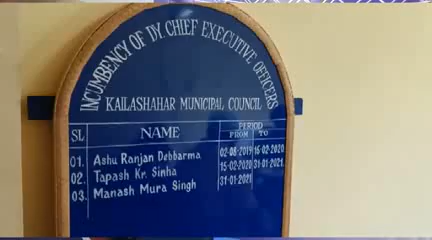 INCUMBENCY OF DY. CHIEF EXECUTIVE OFFICERS
KAILASHAHAR MUNICIPAL COUNCIL
SL NAME PERIOD
FROM TO
01. Ashu Ranjan Debbarma 02-08-2019 16-02-2020
02. Tapash Kr. Sinha 15-02-2020 31-01-2021
03. Manash Mura Singh 31-01-2021